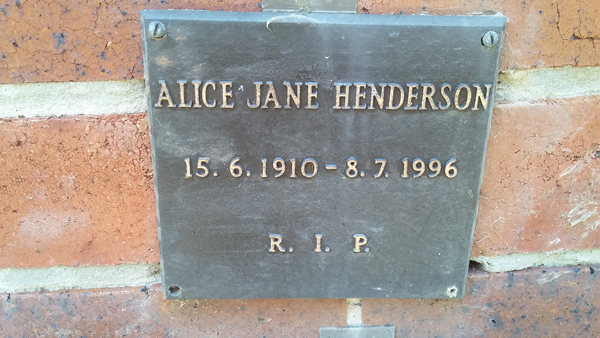 ALICE JANE HENDERSON
15. 6. 1910 - 8. 7. 1996
R. I. P.